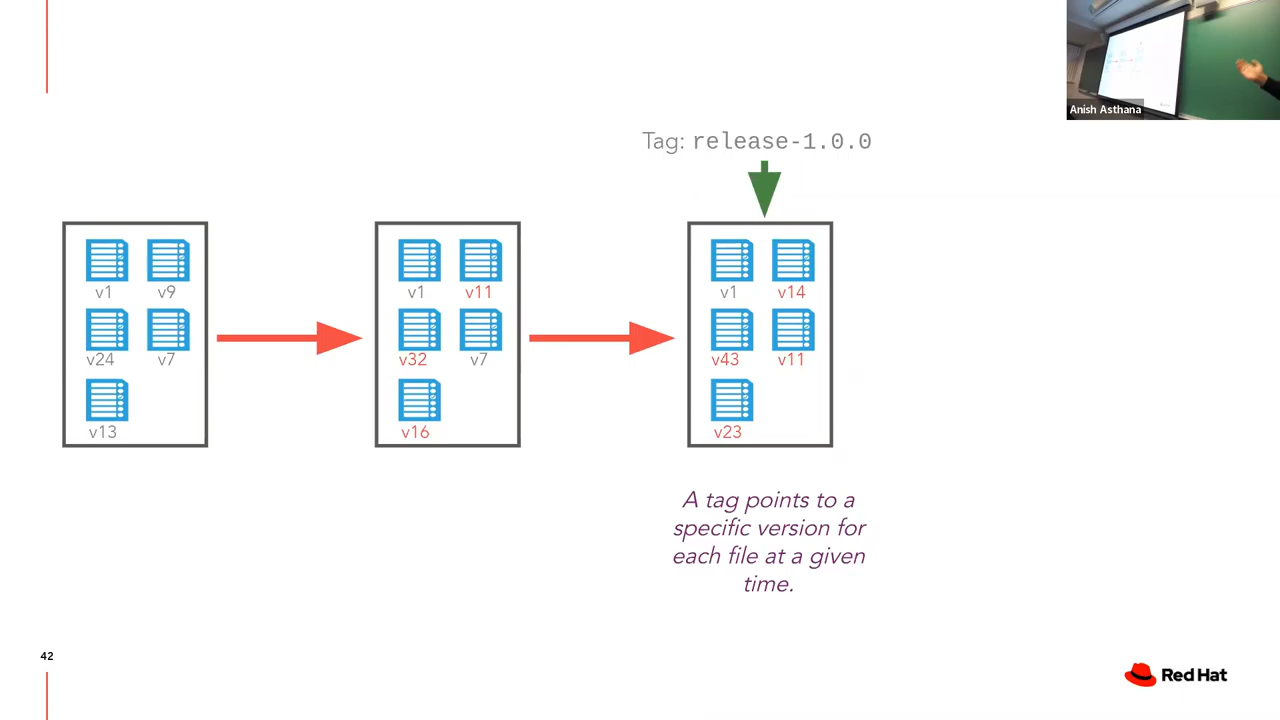 Anish Asthana
Tag: release-1.0.0
v1 v9
v24 v7
v13
v1 v11
v32 v7
v16
v1 v14
v43 v11
v23
A tag points to a
specific version for
each file at a given
time.
42
Red Hat